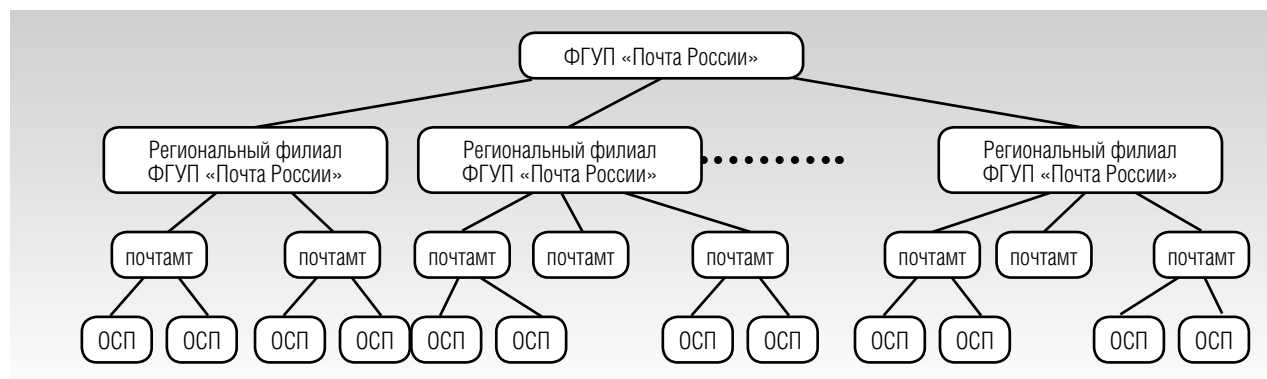 ФГУП «Почта России»
Региональный филиал
ФГУП «Почта России»
Региональный филиал
ФГУП «Почта России»
Региональный филиал
ФГУП «Почта России»
почтамт
почтамт
почтамт
почтамт
почтамт
почтамт
почтамт
почтамт
ОСП
ОСП
ОСП
ОСП
ОСП
ОСП
ОСП
ОСП
ОСП
ОСП
ОСП
ОСП